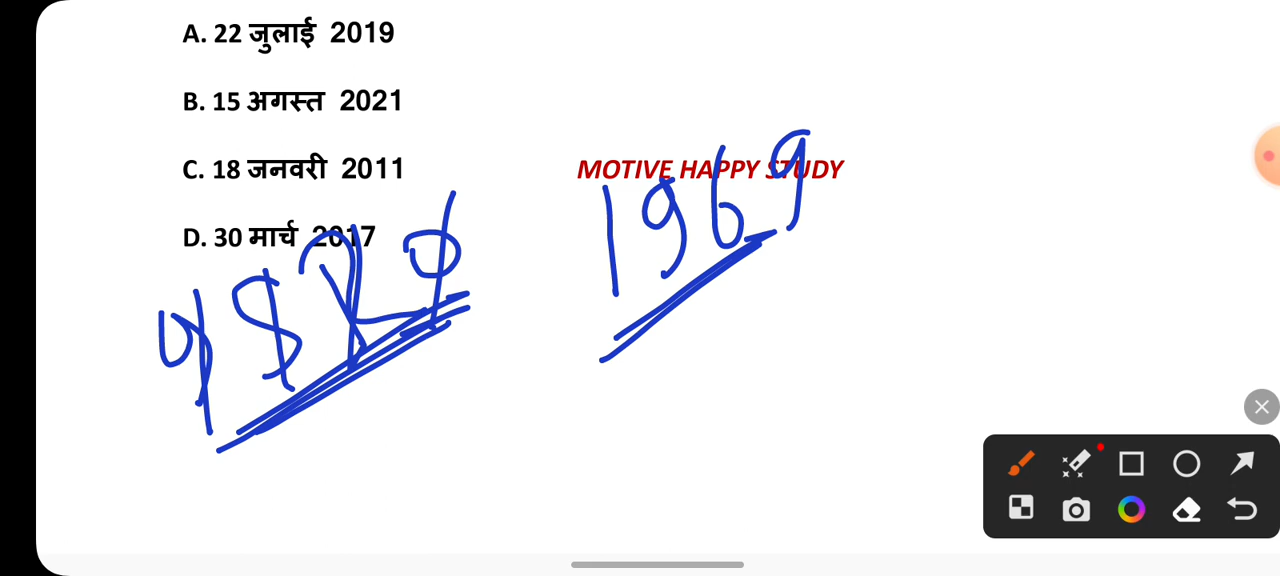 A. 22 जुलाई 2019
B. 15 अगस्त 2021
C. 18 जनवरी 2011
MOTIVE HAPPY STUDY
D. 30 मार्च 2017
1969